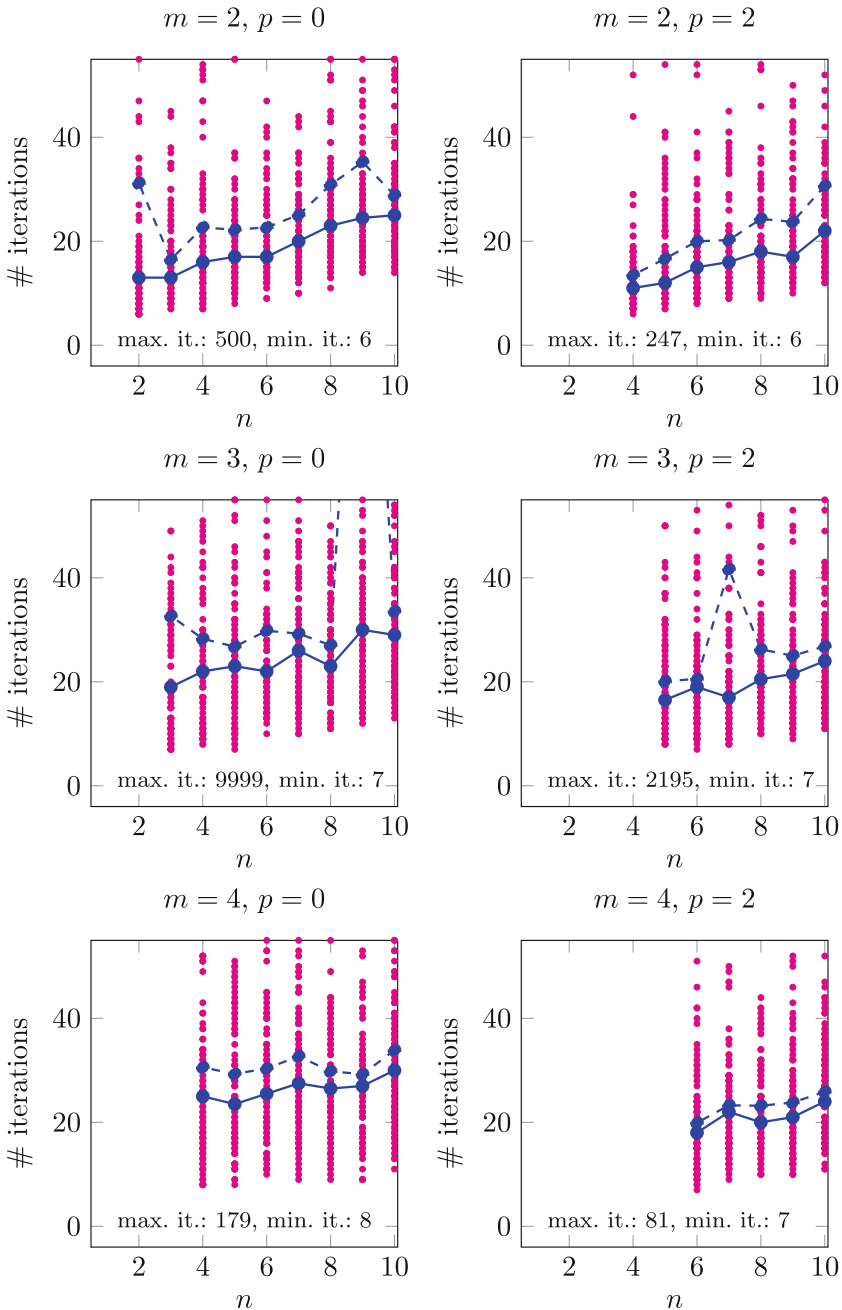 m = 2, p = 0
# iterations
40
20
0
max. it.: 500, min. it.: 6
2 4 6 8 10
n
m = 2, p = 2
# iterations
40
20
0
max. it.: 247, min. it.: 6
2 4 6 8 10
n
m = 3, p = 0
# iterations
40
20
0
max. it.: 9999, min. it.: 7
2 4 6 8 10
n
m = 3, p = 2
# iterations
40
20
0
max. it.: 2195, min. it.: 7
2 4 6 8 10
n
m = 4, p = 0
# iterations
40
20
0
max. it.: 179, min. it.: 8
2 4 6 8 10
n
m = 4, p = 2
# iterations
40
20
0
max. it.: 81, min. it.: 7
2 4 6 8 10
n